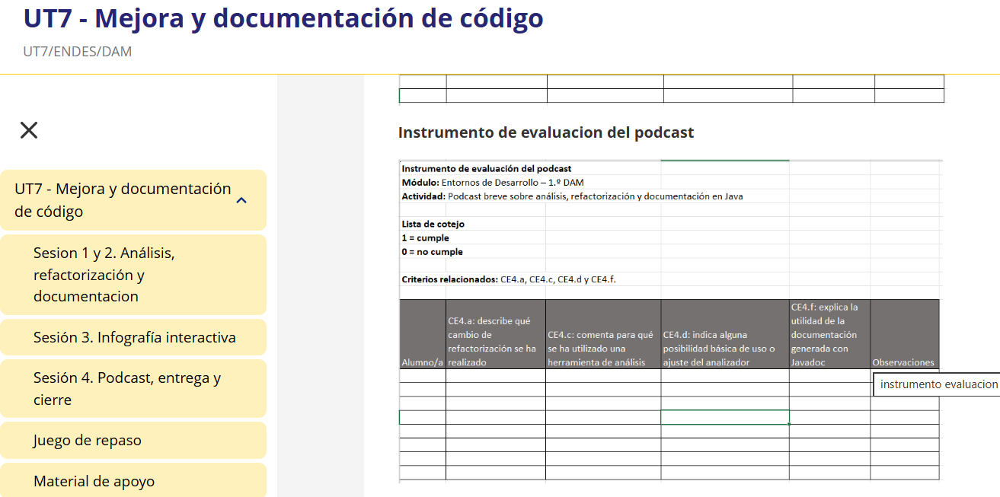 UT7 - Mejora y documentación de código
UT7/ENDES/DAM
UT7 - Mejora y documentación
de código
Sesion 1 y 2. Análisis,
refactorización y
documentacion
Sesión 3. Infografía interactiva
Sesión 4. Podcast, entrega y
cierre
Juego de repaso
Material de apoyo
Instrumento de evaluacion del podcast
Instrumento de evaluación del podcast
Módulo: Entornos de Desarrollo – 1.º DAM
Actividad: Podcast breve sobre análisis, refactorización y documentación en Java
Lista de cotejo
1 = cumple
0 = no cumple
Criterios relacionados: CE4.a, CE4.c, CE4.d y CE4.f.
Alumno/a
CE4.a: describe qué
cambio de
refactorización se ha
realizado
CE4.c: comenta para qué
se ha utilizado una
herramienta de análisis
CE4.d: indica alguna
posibilidad básica de uso o
ajuste del analizador
CE4.f: explica la
utilidad de la
documentación
generada con
Javadoc
Observaciones
instrumento evaluacion